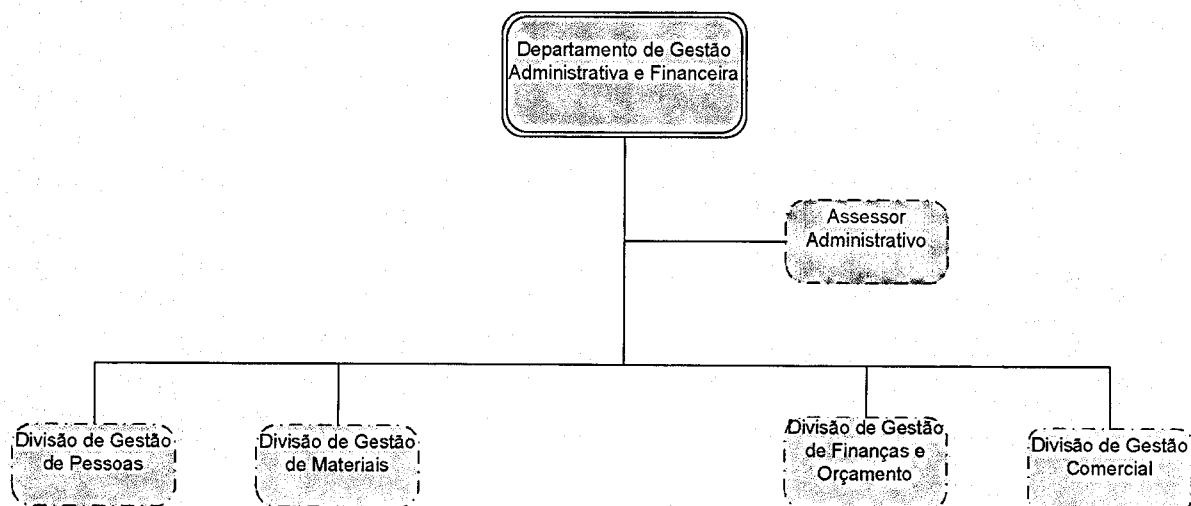 Departamento de Gestão
Administrativa e Financeira
Assessor
Administrativo
Divisão de Gestão
de Pessoas
Divisão de Gestão
de Materiais
Divisão de Gestão
de Finanças e
Orçamento
Divisão de Gestão
Comercial